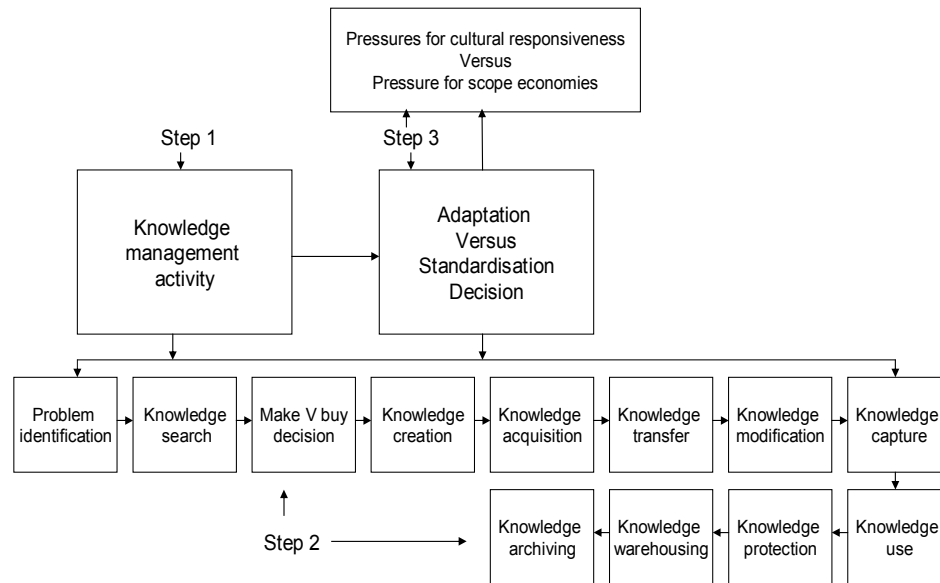 Pressures for cultural responsiveness
Versus
Pressure for scope economies
Step 1
Step 3
Knowledge
management
activity
Adaptation
Versus
Standardisation
Decision
Problem
identification
Knowledge
search
Make V buy
decision
Knowledge
creation
Knowledge
acquisition
Knowledge
transfer
Knowledge
modification
Knowledge
capture
Step 2
Knowledge
archiving
Knowledge
warehousing
Knowledge
protection
Knowledge
use